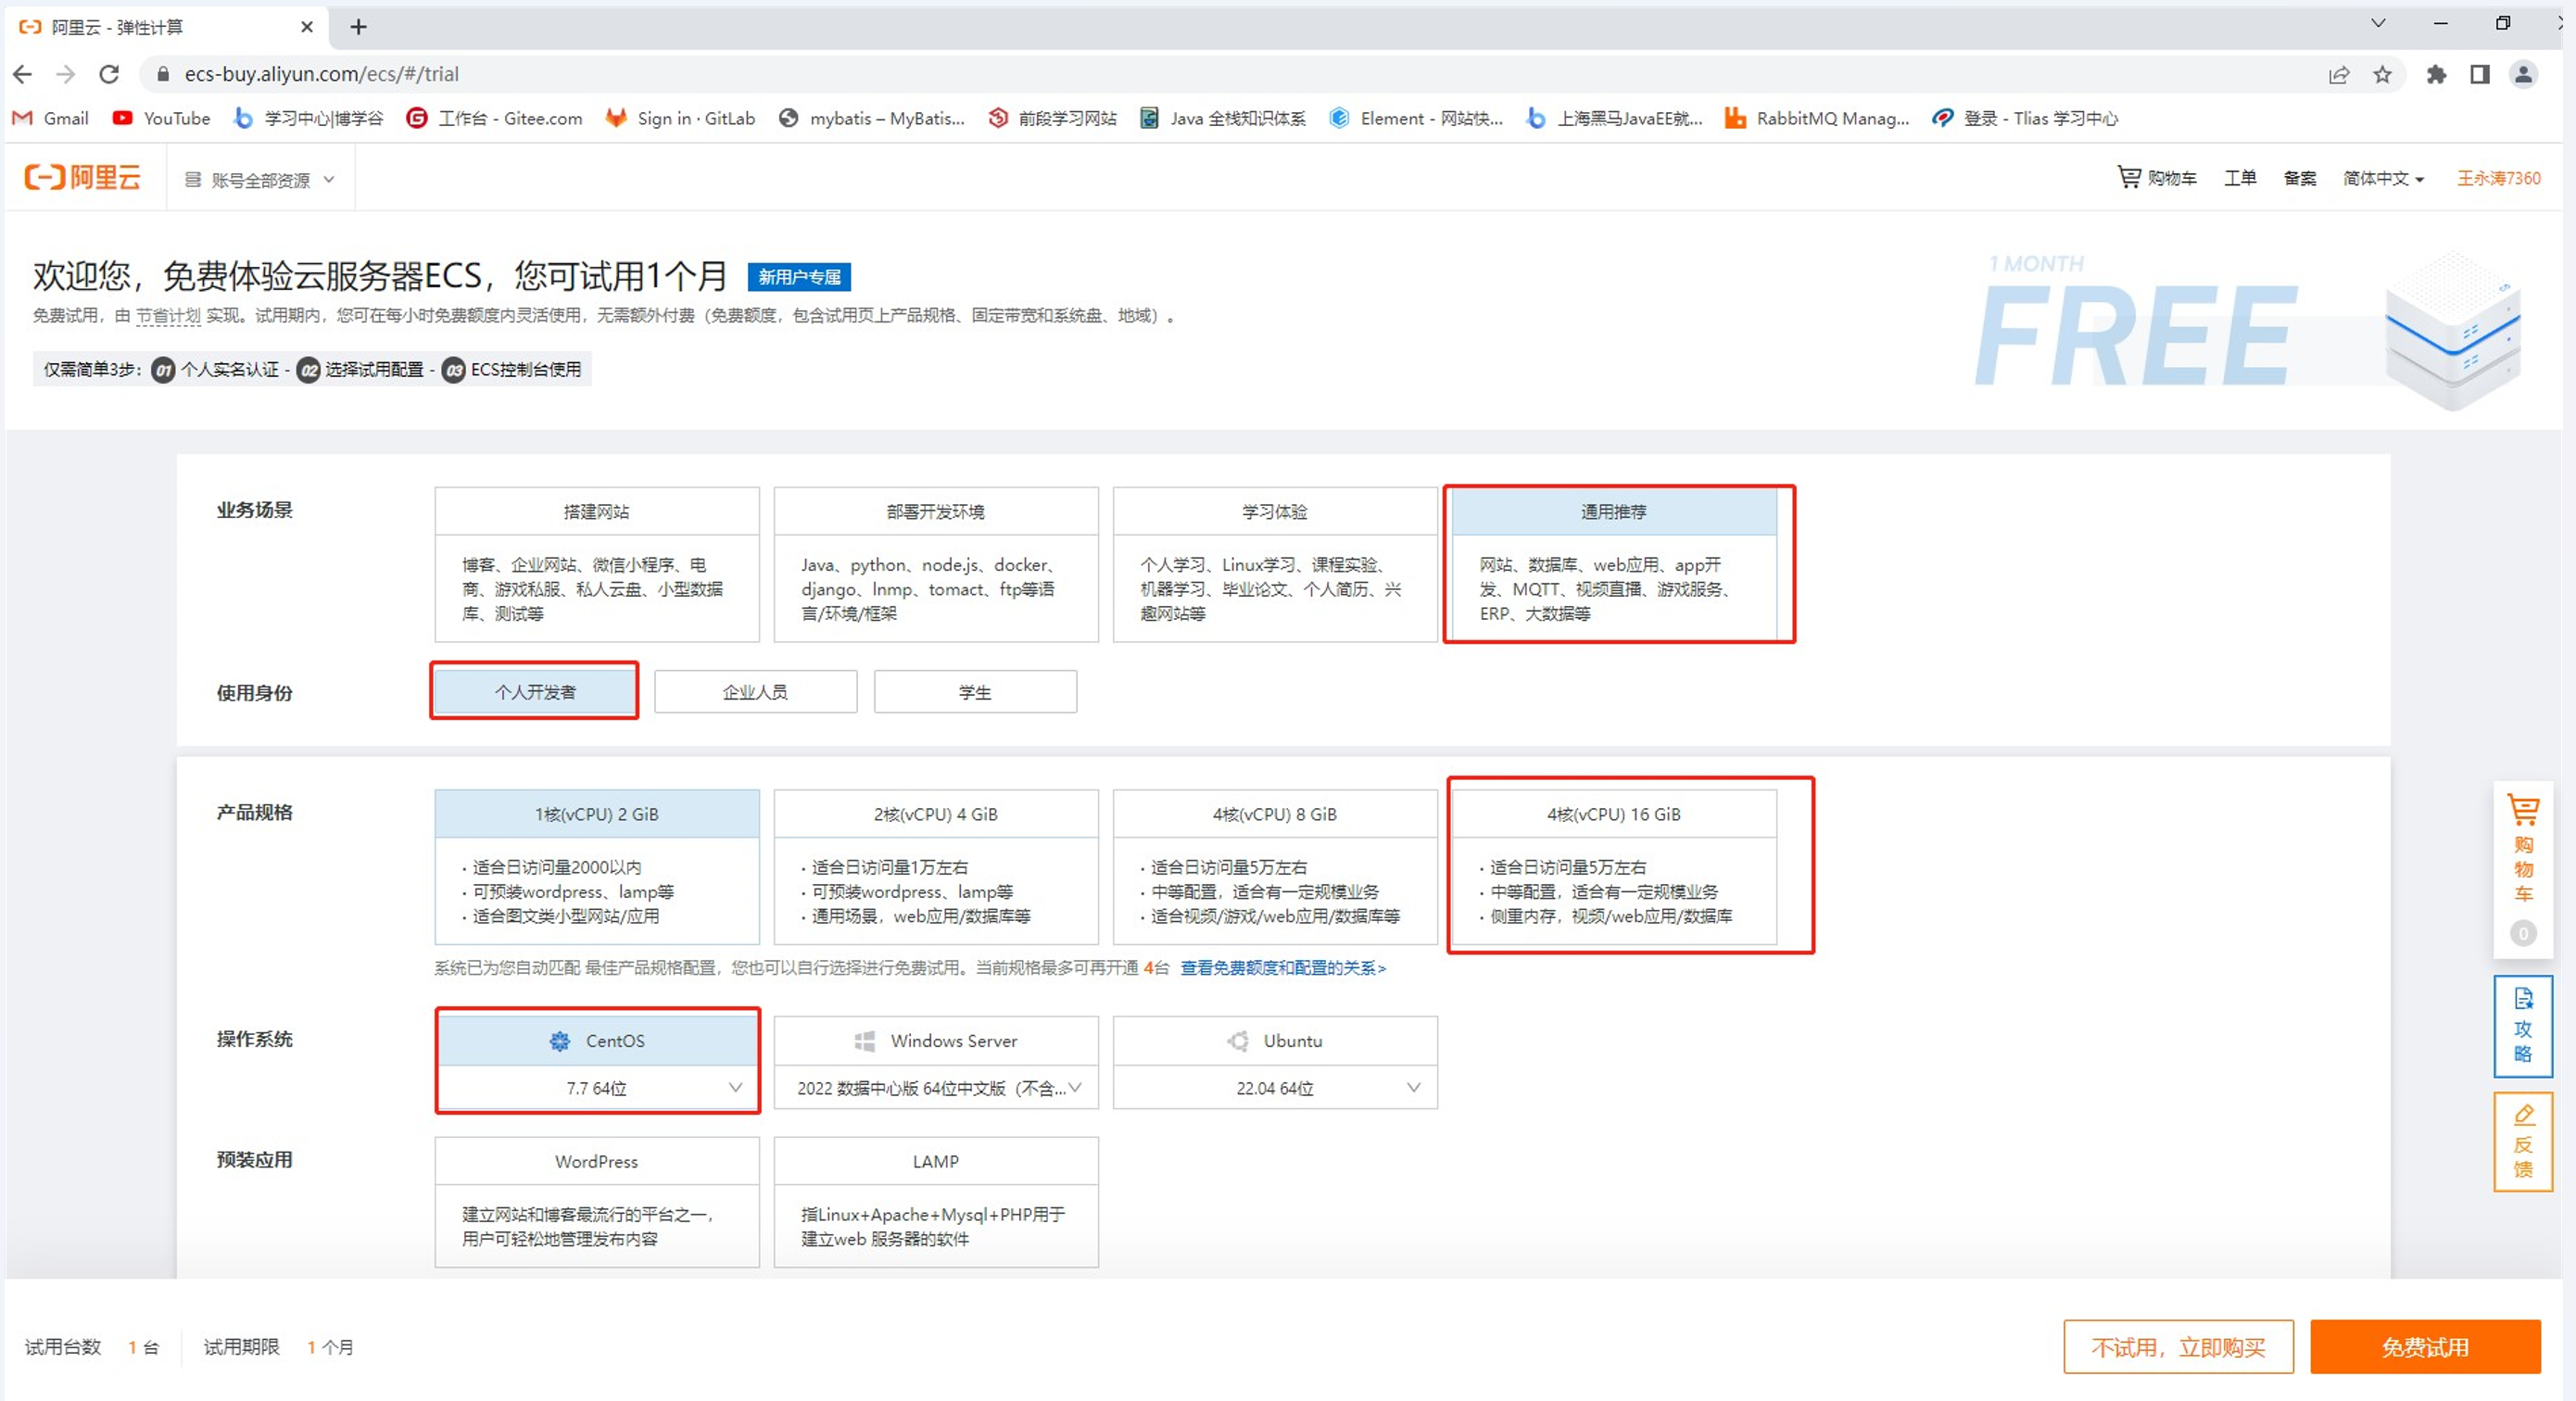 阿里云 - 弹性计算
ecs-buy.aliyun.com/ecs/#/trial
Gmail
YouTube
学习中心|博学谷
工作台 - Gitee.com
Sign in · GitLab
mybatis – MyBatis...
前段学习网站
Java 全栈知识体系
Element - 网站快...
上海黑马JavaEE就...
RabbitMQ Manag...
登录 - Tlias 学习中心
阿里云
账号全部资源
购物车
工单
备案
简体中文
王永涛7360
欢迎您，免费体验云服务器ECS，您可试用1个月 新用户专属
免费试用，由 节省计划 实现。试用期内，您可在每小时免费额度内灵活使用，无需额外付费（免费额度，包含试用页上产品规格、固定带宽和系统盘、地域）。
仅需简单3步： 01 个人实名认证 - 02 选择试用配置 - 03 ECS控制台使用
1 MONTH
FREE
业务场景
搭建网站
博客、企业网站、微信小程序、电
商、游戏私服、私人云盘、小型数据
库、测试等
部署开发环境
Java、python、node.js、docker、
django、lnmp、tomact、ftp等语
言/环境/框架
学习体验
个人学习、Linux学习、课程实验、
机器学习、毕业论文、个人简历、兴
趣网站等
通用推荐
网站、数据库、web应用、app开
发、MQTT、视频直播、游戏服务、
ERP、大数据等
使用身份
个人开发者
企业人员
学生
产品规格
1核(vCPU) 2 GiB
· 适合日访问量2000以内
· 可预装wordpress、lamp等
· 适合图文类小型网站/应用
2核(vCPU) 4 GiB
· 适合日访问量1万左右
· 可预装wordpress、lamp等
· 通用场景，web应用/数据库等
4核(vCPU) 8 GiB
· 适合日访问量5万左右
· 中等配置，适合有一定规模业务
· 适合视频/游戏/web应用/数据库等
4核(vCPU) 16 GiB
· 适合日访问量5万左右
· 中等配置，适合有一定规模业务
· 侧重内存，视频/web应用/数据库
系统已为您自动匹配 最佳产品规格配置，您也可以自行选择进行免费试用。当前规格最多可再开通 4台 查看免费额度和配置的关系>
操作系统
CentOS
7.7 64位
Windows Server
2022 数据中心版 64位中文版（不含...
Ubuntu
22.04 64位
预装应用
WordPress
建立网站和博客最流行的平台之一，
用户可轻松地管理发布内容
LAMP
指Linux+Apache+Mysql+PHP用于
建立web 服务器的软件
购
物
车
0
攻
略
反
馈
试用台数 1 台
试用期限 1 个月
不试用，立即购买
免费试用